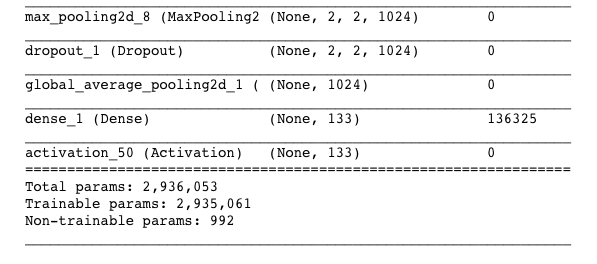 max_pooling2d_8 (MaxPooling2 (None, 2, 2, 1024) 0
dropout_1 (Dropout) (None, 2, 2, 1024) 0
global_average_pooling2d_1 ( (None, 1024) 0
dense_1 (Dense) (None, 133) 136325
activation_50 (Activation) (None, 133) 0
Total params: 2,936,053
Trainable params: 2,935,061
Non-trainable params: 992